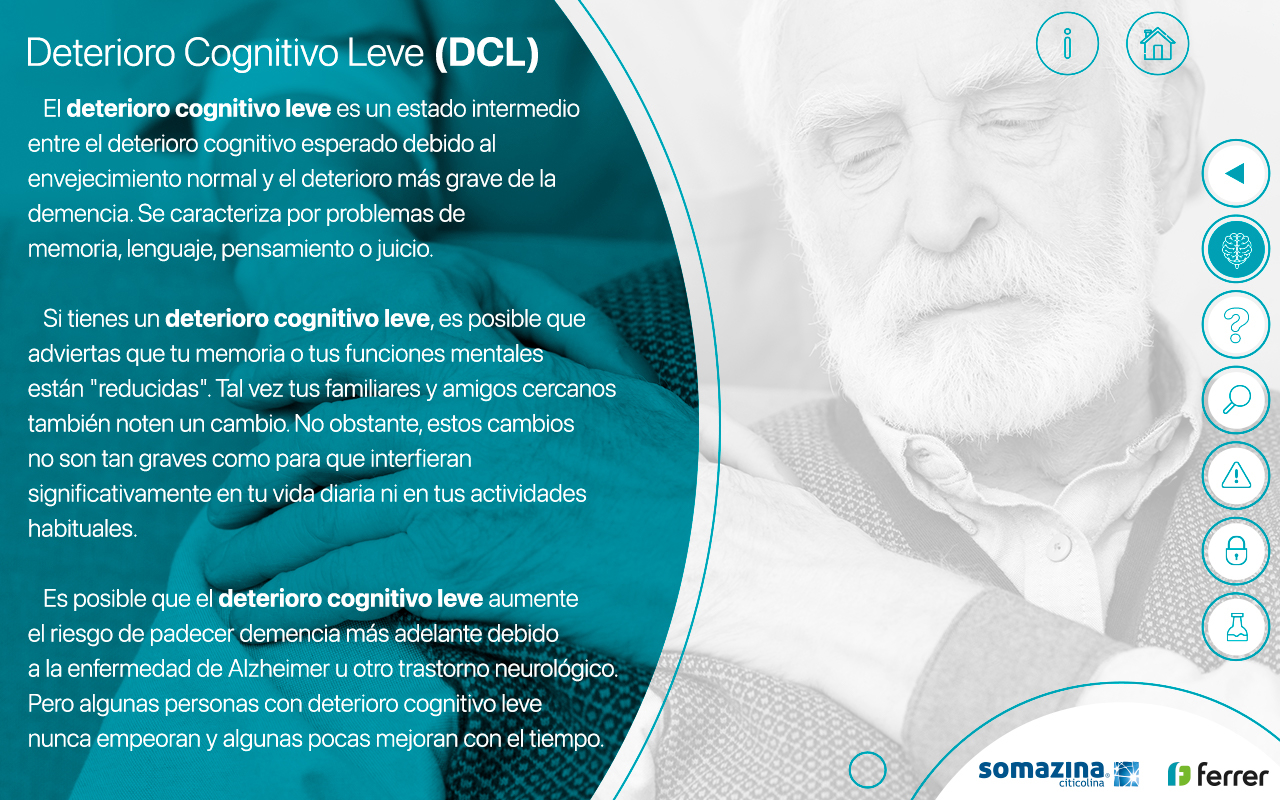 Deterioro Cognitivo Leve (DCL)
El deterioro cognitivo leve es un estado intermedio
entre el deterioro cognitivo esperado debido al
envejecimiento normal y el deterioro más grave de la
demencia. Se caracteriza por problemas de
memoria, lenguaje, pensamiento o juicio.
Si tienes un deterioro cognitivo leve, es posible que
adviertas que tu memoria o tus funciones mentales
están "reducidas". Tal vez tus familiares y amigos cercanos
también noten un cambio. No obstante, estos cambios
no son tan graves como para que interfieran
significativamente en tu vida diaria ni en tus actividades
habituales.
Es posible que el deterioro cognitivo leve aumente
el riesgo de padecer demencia más adelante debido
a la enfermedad de Alzheimer u otro trastorno neurológico.
Pero algunas personas con deterioro cognitivo leve
nunca empeoran y algunas pocas mejoran con el tiempo.
somazina®
citicolina
ferrer